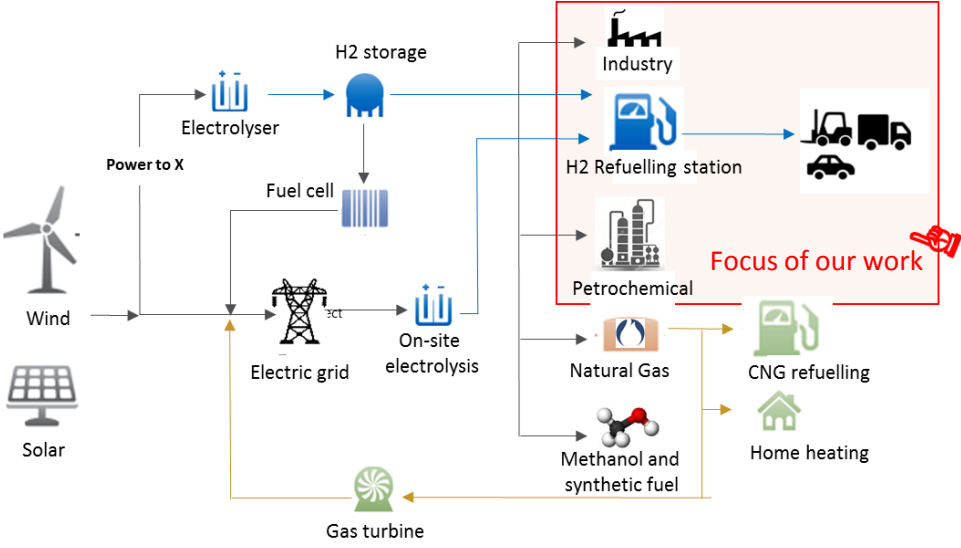 H2 storage
Industry
Electrolyser
Power to X
H2 Refuelling station
Fuel cell
Focus of our work
Petrochemical
Wind
ect
On-site
electrolysis
Electric grid
Natural Gas
CNG refuelling
Solar
Methanol and
synthetic fuel
Home heating
Gas turbine